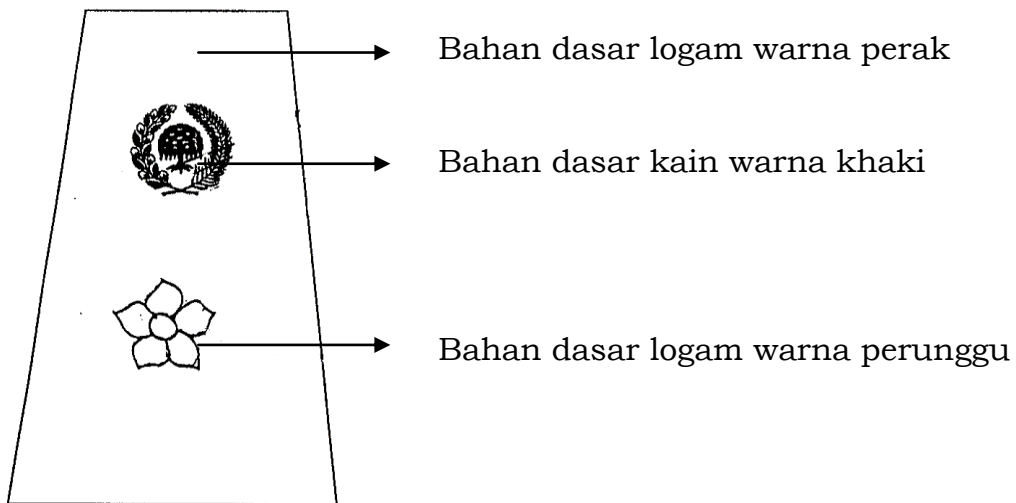 Bahan dasar logam warna perak
Bahan dasar kain warna khaki
Bahan dasar logam warna perunggu